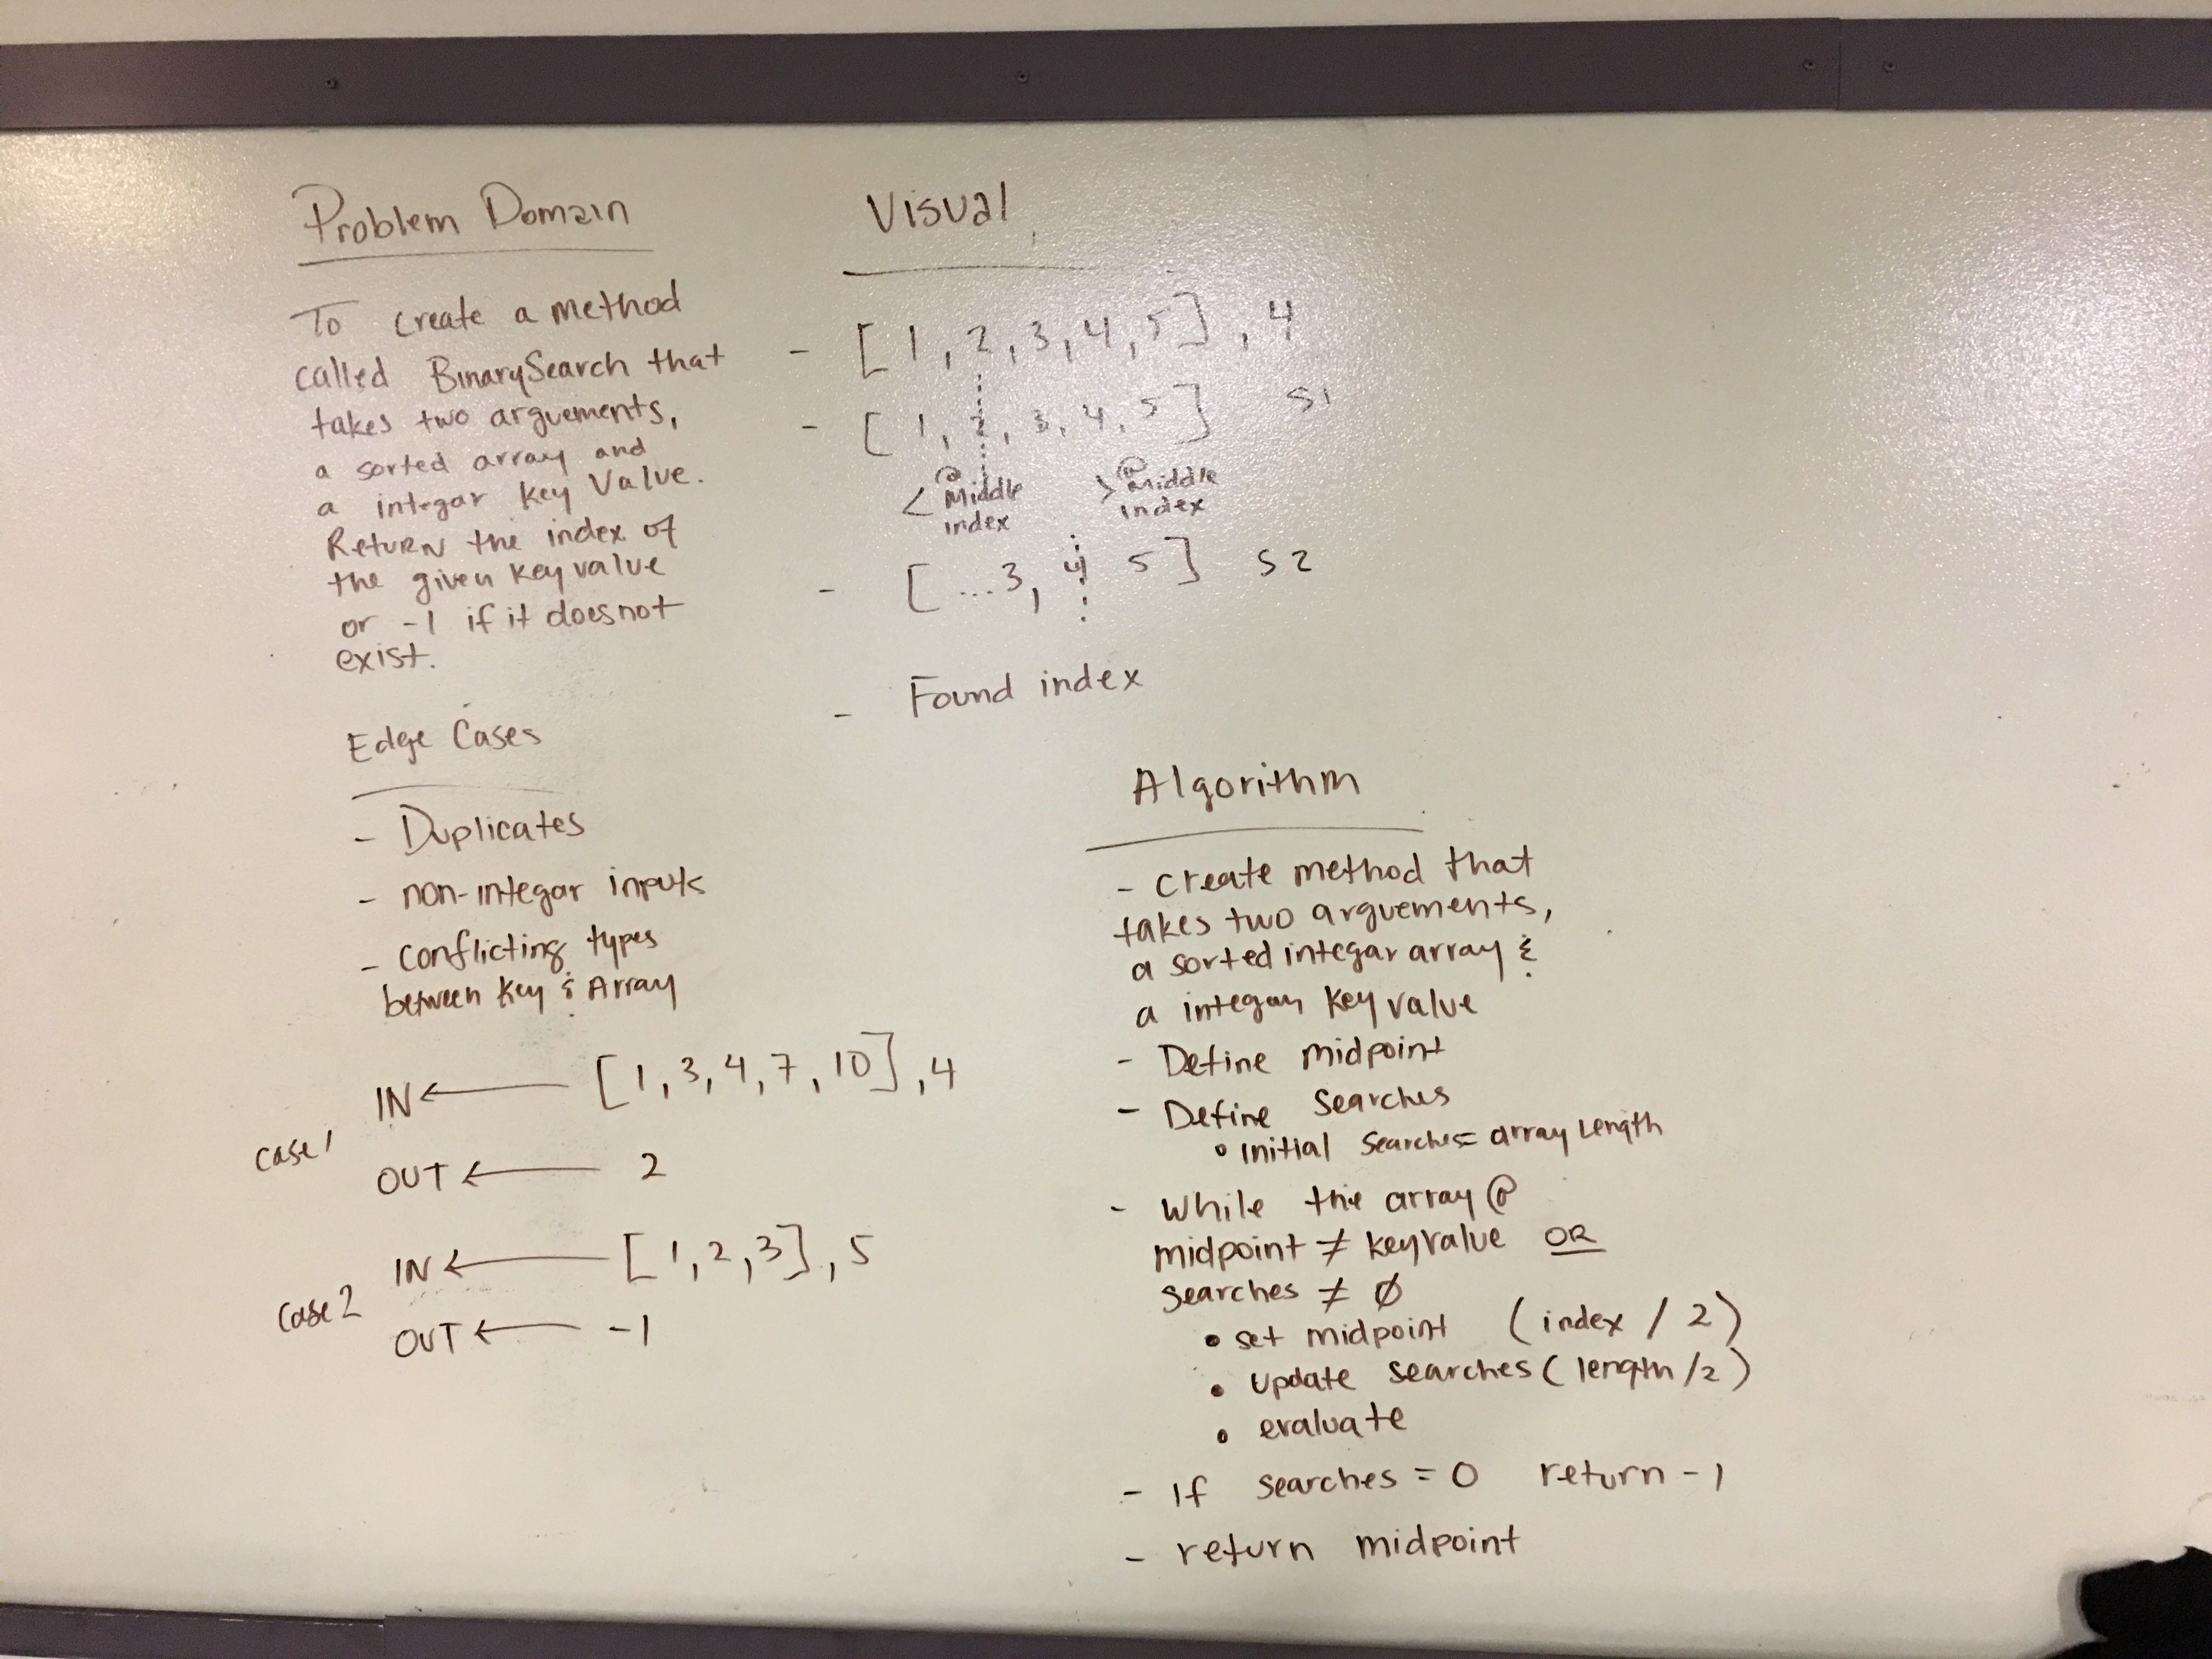 Problem Domain
To create a method
called BinarySearch that
takes two arguements,
a sorted array and
a integar key Value.
Return the index of
the given key value
or -1 if it does not
exist.
Edge Cases
- Duplicates
- non-integar inputs
- conflicting types
between key & Array
case 1
IN ← [1, 3, 4, 7, 10], 4
OUT ← 2
case 2
IN ← [1, 2, 3], 5
OUT ← -1
Visual
- [1, 2, 3, 4, 5], 4
- [1, 2, 3, 4, 5] S1
< @ Middle index
> @ Middle index
- [...3, 4 5] S2
- Found index
Algorithm
- create method that
takes two arguements,
a sorted integar array &
a integar key value
- Define midpoint
- Define searches
• initial searches = array length
- while the array @
midpoint ≠ keyvalue OR
searches ≠ 0
• set midpoint (index / 2)
• update searches (length / 2)
• evaluate
- If searches = 0 return -1
- return midpoint